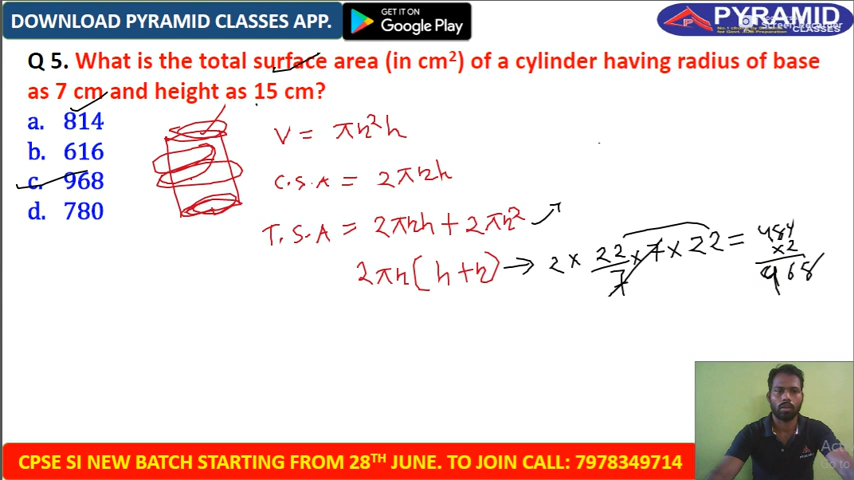 DOWNLOAD PYRAMID CLASSES APP.
GET IT ON
Google Play
PYRAMID
CLASSES
Q 5. What is the total surface area (in cm²) of a cylinder having radius of base
as 7 cm and height as 15 cm?
a. 814
b. 616
c. 968
d. 780
V = πr²h
C.S.A = 2πrh
T.S.A = 2πrh + 2πr²
2πr(h+r) → 2 × 22/7 × 7 × 22 = 484
×2
968
CPSE SI NEW BATCH STARTING FROM 28TH JUNE. TO JOIN CALL: 7978349714